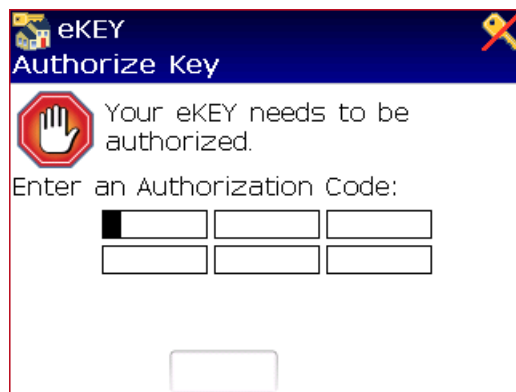 eKEY
Authorize Key
Your eKEY needs to be
authorized.
Enter an Authorization Code: